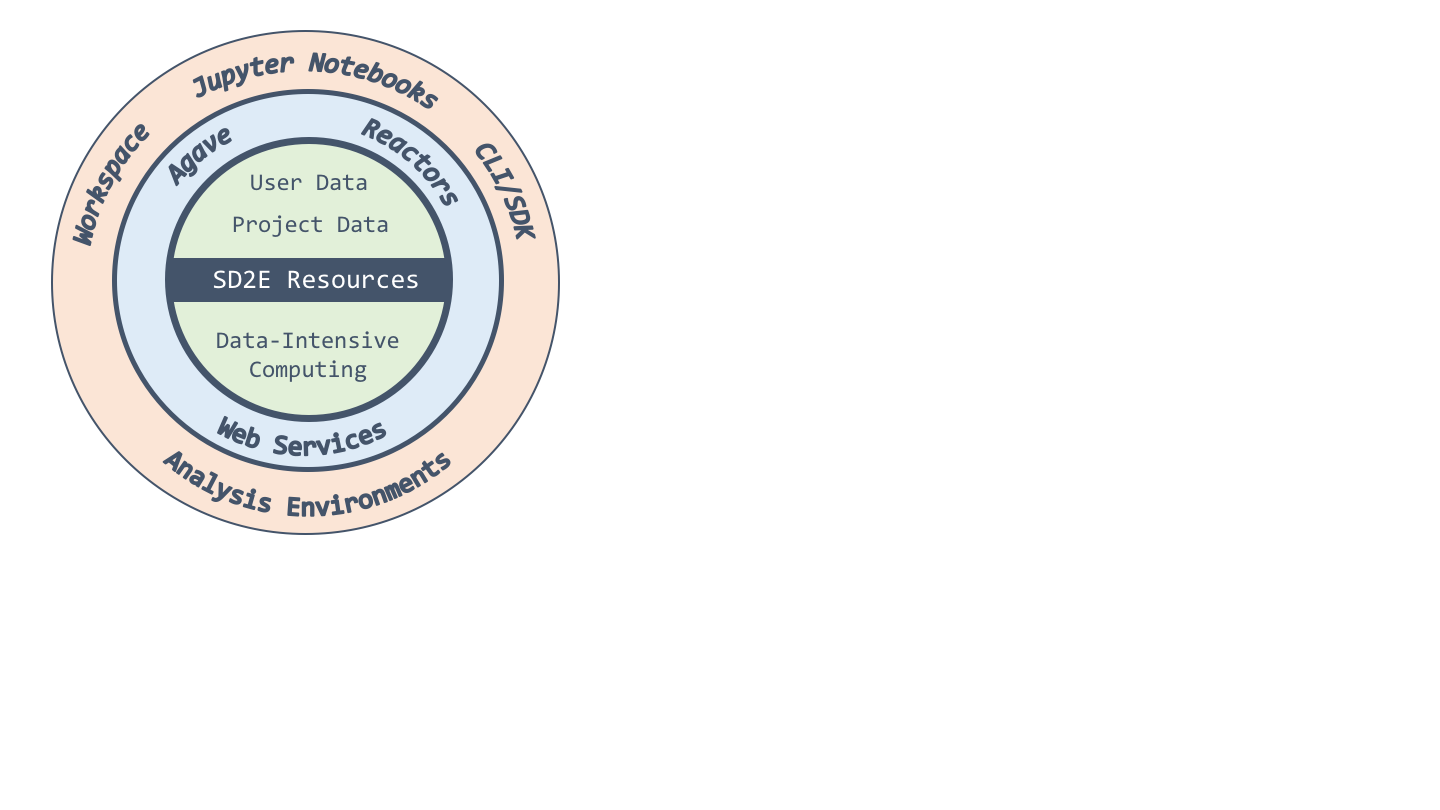 Jupyter Notebooks
Workspace
CLI/SDK
Agave
Reactors
User Data
Project Data
SD2E Resources
Data-Intensive
Computing
Web Services
Analysis Environments